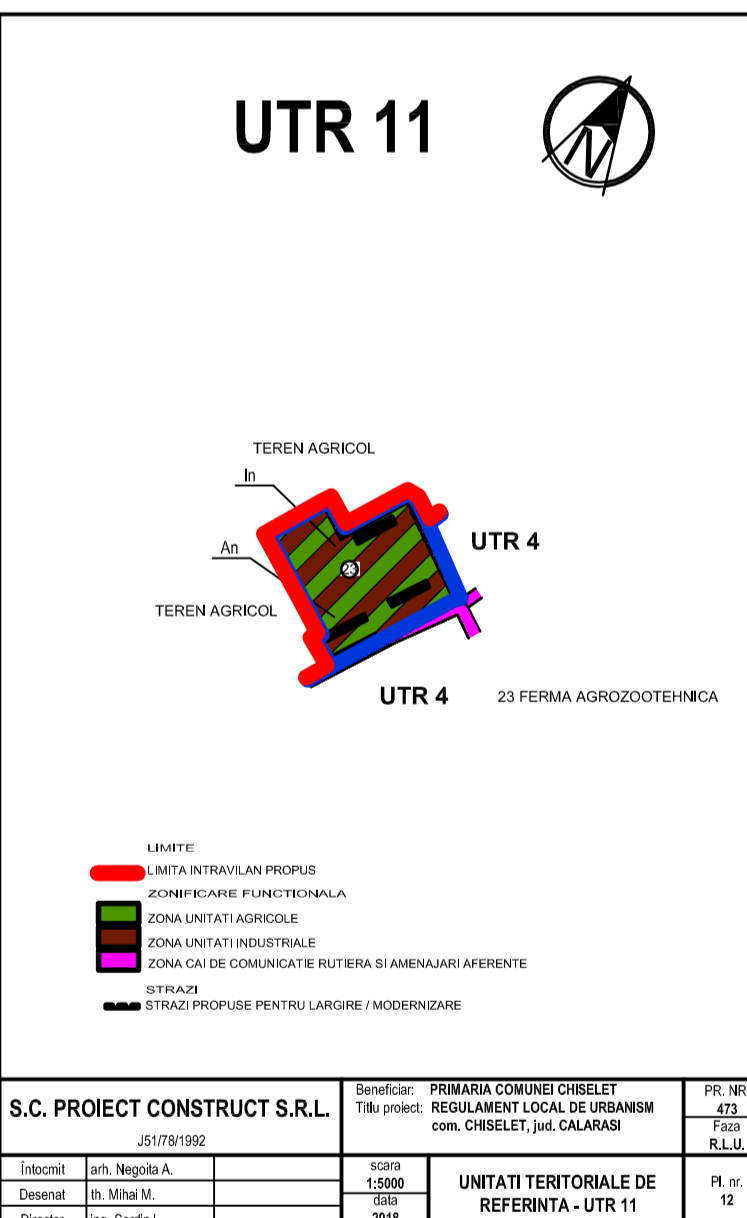 UTR 11
N
TEREN AGRICOL
In
An
UTR 4
23
TEREN AGRICOL
UTR 4
23 FERMA AGROZOOTEHNICA
LIMITE
LIMITA INTRAVILAN PROPUS
ZONIFICARE FUNCTIONALA
ZONA UNITATI AGRICOLE
ZONA UNITATI INDUSTRIALE
ZONA CAI DE COMUNICATIE RUTIERA SI AMENAJARI AFERENTE
STRAZI
STRAZI PROPUSE PENTRU LARGIRE / MODERNIZARE
S.C. PROIECT CONSTRUCT S.R.L.
J51/78/1992
Beneficiar: PRIMARIA COMUNEI CHISELET
Titlu proiect: REGULAMENT LOCAL DE URBANISM
com. CHISELET, jud. CALARASI
PR. NR
473
Faza
R.L.U.
Întocmit arh. Negoita A.
Desenat th. Mihai M.
scara
1:5000
data
2018
UNITATI TERITORIALE DE
REFERINTA - UTR 11
Pl. nr.
12